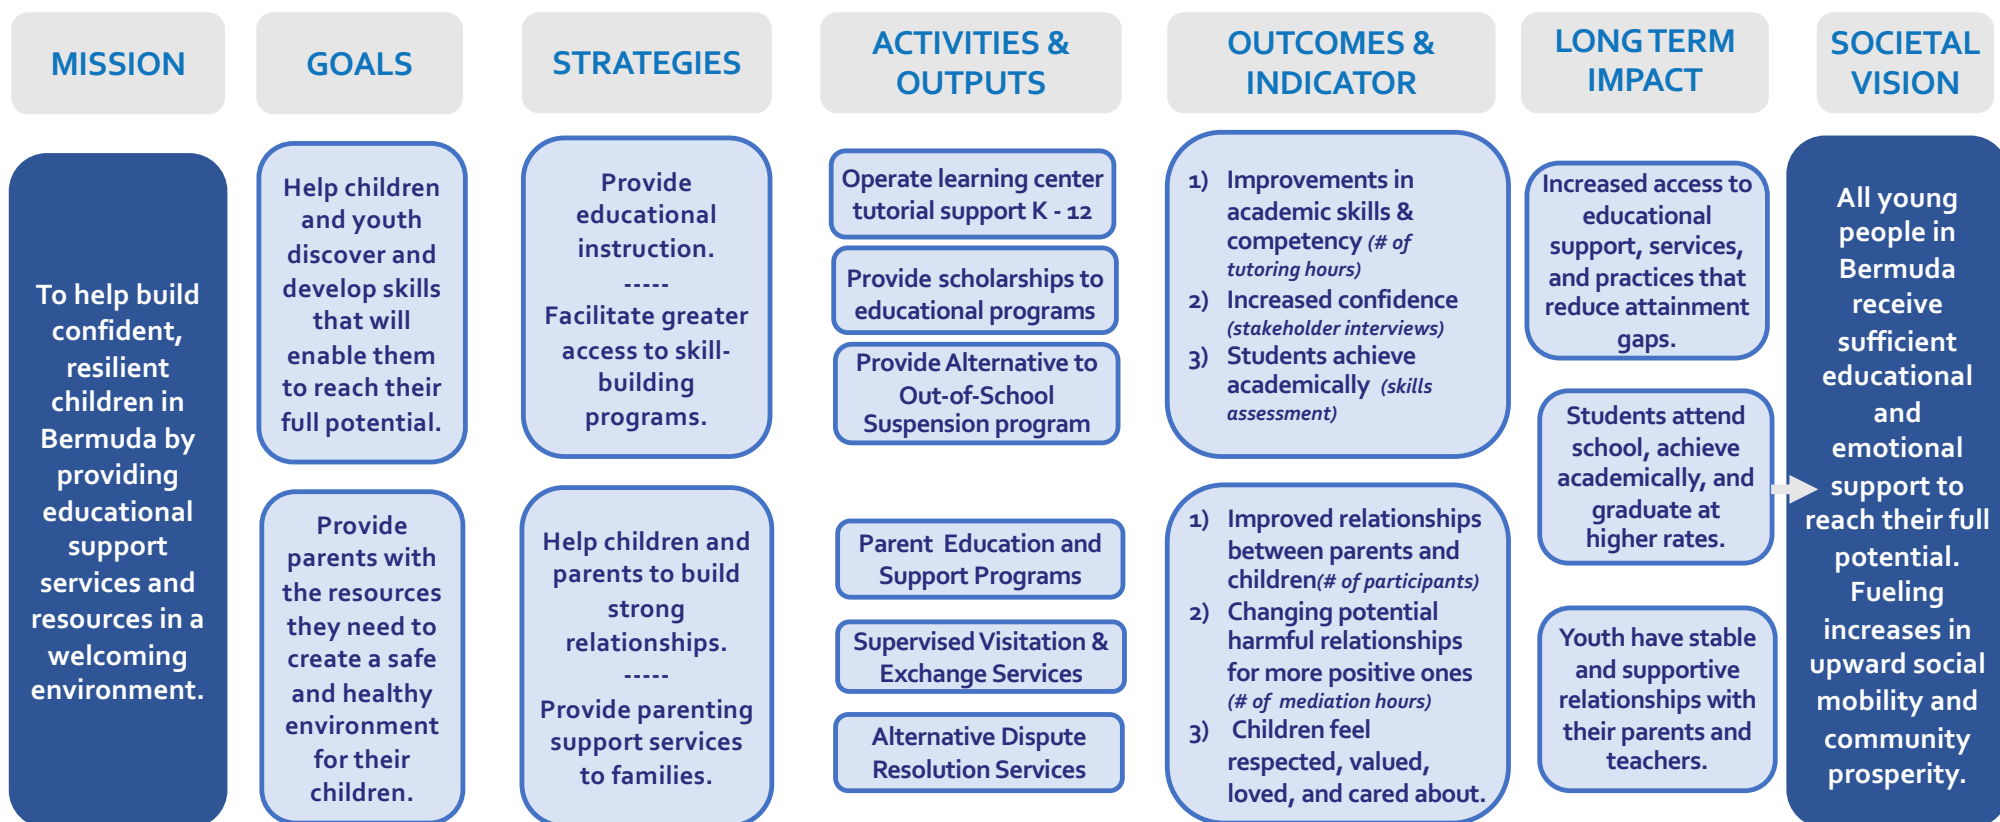 MISSION
GOALS
STRATEGIES
ACTIVITIES &
OUTPUTS
OUTCOMES &
INDICATOR
LONG TERM
IMPACT
SOCIETAL
VISION
To help build
confident,
resilient
children in
Bermuda by
providing
educational
support
services and
resources in a
welcoming
environment.
Help children
and youth
discover and
develop skills
that will
enable them
to reach their
full potential.
Provide
parents with
the resources
they need to
create a safe
and healthy
environment
for their
children.
Provide
educational
instruction.
-----
Facilitate greater
access to skill-
building
programs.
Help children and
parents to build
strong
relationships.
-----
Provide parenting
support services
to families.
Operate learning center
tutorial support K - 12
Provide scholarships to
educational programs
Provide Alternative to
Out-of-School
Suspension program
Parent Education and
Support Programs
Supervised Visitation &
Exchange Services
Alternative Dispute
Resolution Services
1) Improvements in
academic skills &
competency (# of
tutoring hours)
2) Increased confidence
(stakeholder interviews)
3) Students achieve
academically (skills
assessment)
1) Improved relationships
between parents and
children(# of participants)
2) Changing potential
harmful relationships
for more positive ones
(# of mediation hours)
3) Children feel
respected, valued,
loved, and cared about.
Increased access to
educational
support, services,
and practices that
reduce attainment
gaps.
Students attend
school, achieve
academically, and
graduate at
higher rates.
Youth have stable
and supportive
relationships with
their parents and
teachers.
All young
people in
Bermuda
receive
sufficient
educational
and
emotional
support to
reach their full
potential.
Fueling
increases in
upward social
mobility and
community
prosperity.